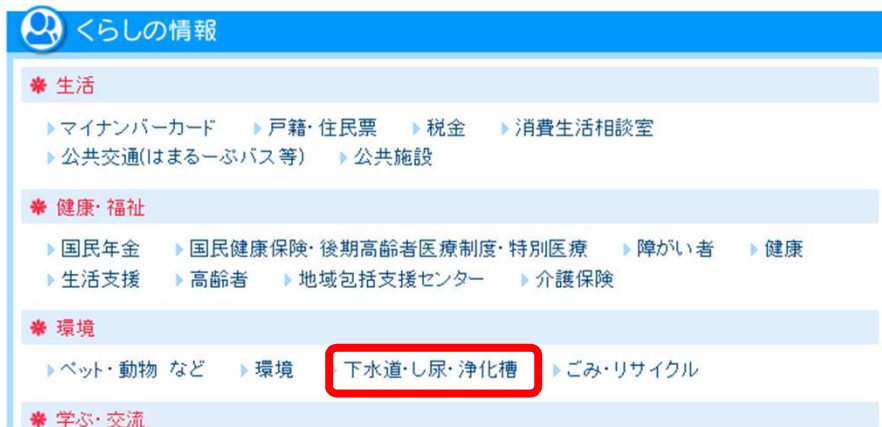 くらしの情報
生活
マイナンバーカード 戸籍・住民票 税金 消費生活相談室
公共交通(はまるーぶバス等) 公共施設
健康・福祉
国民年金 国民健康保険・後期高齢者医療制度・特別医療 障がい者 健康
生活支援 高齢者 地域包括支援センター 介護保険
環境
ペット・動物 など 環境 下水道・し尿・浄化槽 ごみ・リサイクル
学ぶ・交流